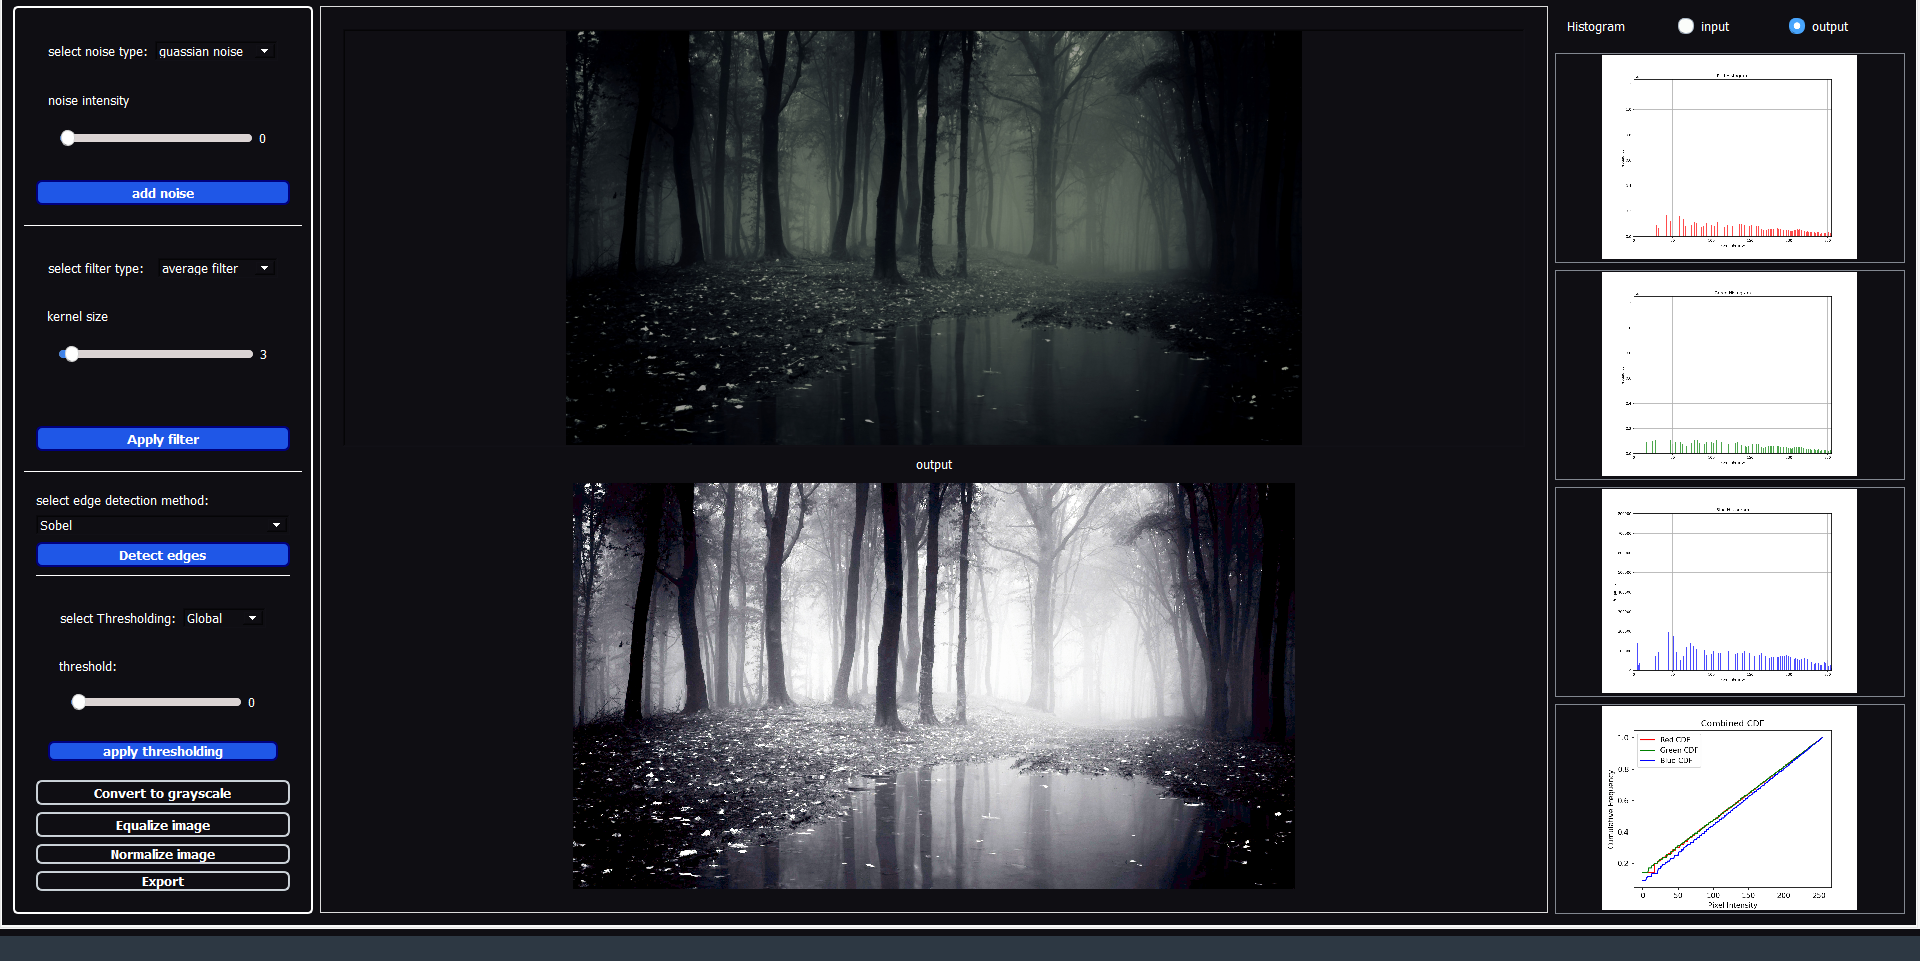 select noise type: guassian noise
noise intensity
0
add noise
select filter type: average filter
kernel size
3
Apply filter
select edge detection method:
Sobel
Detect edges
select Thresholding: Global
threshold:
0
apply thresholding
Convert to grayscale
Equalize image
Normalize image
Export
output
Histogram input output
Combined CDF
Red CDF
Green CDF
Blue CDF
Cumulative Frequency
1.0
0.8
0.6
0.4
0.2
0 50 100 150 200 250
Pixel Intensity